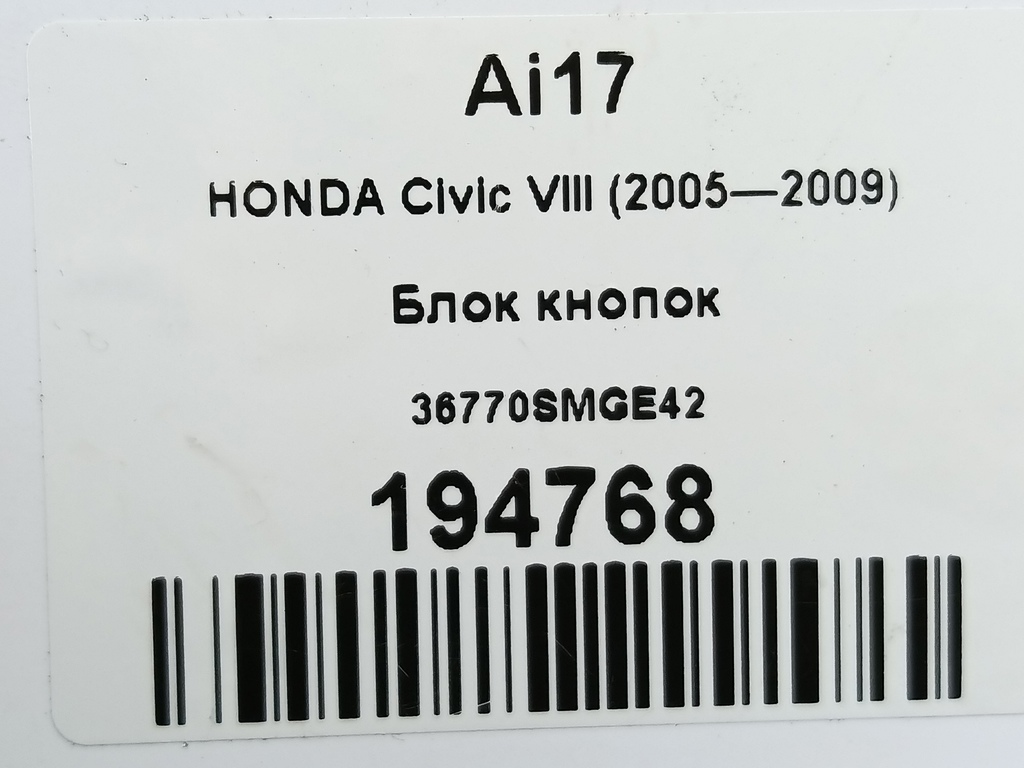 Ai17
HONDA Civic VIII (2005—2009)
Блок кнопок
36770SMGE42
194768